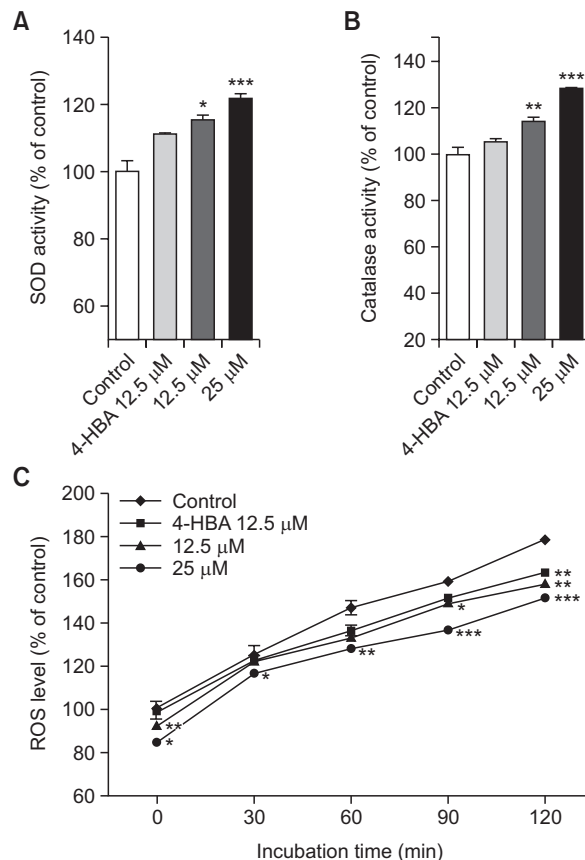 A
SOD activity (% of control)
140
120
100
80
60
*
***
Control
4-HBA 12.5 μM
12.5 μM
25 μM
B
Catalase activity (% of control)
140
120
100
80
60
40
20
**
***
Control
4-HBA 12.5 μM
12.5 μM
25 μM
C
ROS level (% of control)
200
180
160
140
120
100
80
60
Control
4-HBA 12.5 μM
12.5 μM
25 μM
**
*
*
**
*
***
**
**
***
0 30 60 90 120
Incubation time (min)